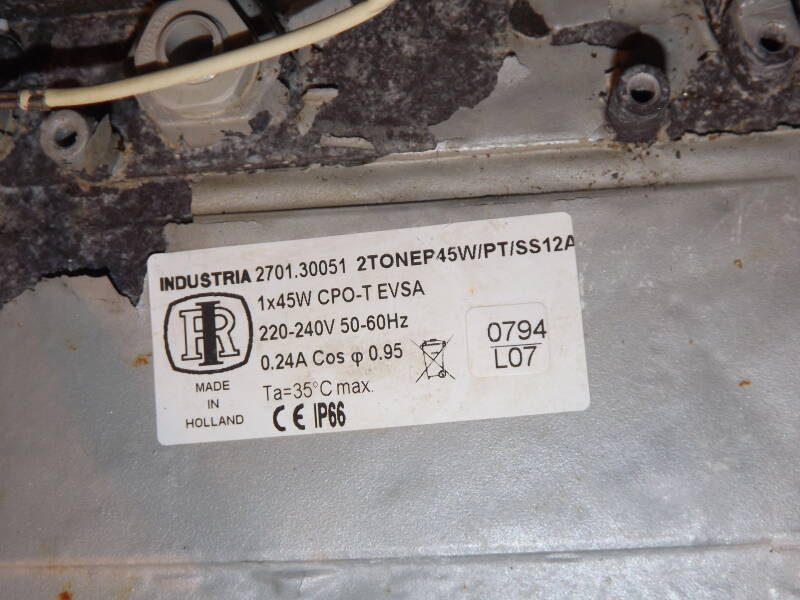 INDUSTRIA 2701.30051 2TONEP45W/PT/SS12A
1x45W CPO-T EVSA
220-240V 50-60Hz
0.24A Cos φ 0.95
Ta=35°C max.
CE IP66
IR
MADE
IN
HOLLAND
0794
L07